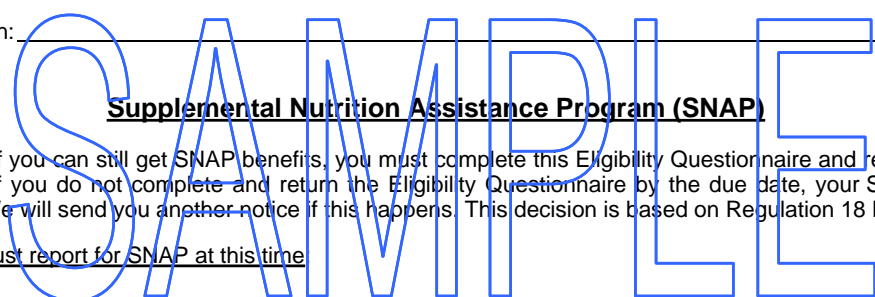 n:
Supplemental Nutrition Assistance Program (SNAP)
f you can still get SNAP benefits, you must complete this Eligibility Questionnaire and re
f you do not complete and return the Eligibility Questionnaire by the due date, your S
e will send you another notice if this happens. This decision is based on Regulation 18
ust report for SNAP at this time:
SAMPLE